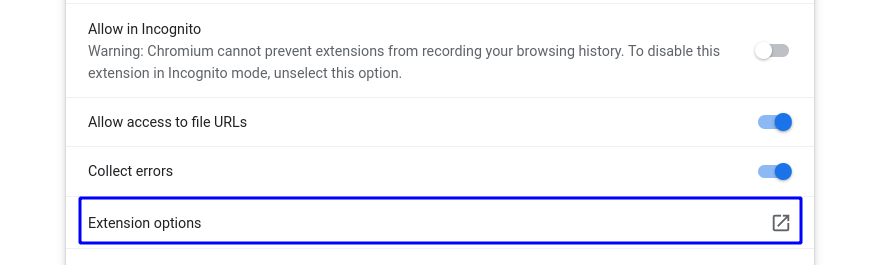 Allow in Incognito
Warning: Chromium cannot prevent extensions from recording your browsing history. To disable this
extension in Incognito mode, unselect this option.
Allow access to file URLs
Collect errors
Extension options